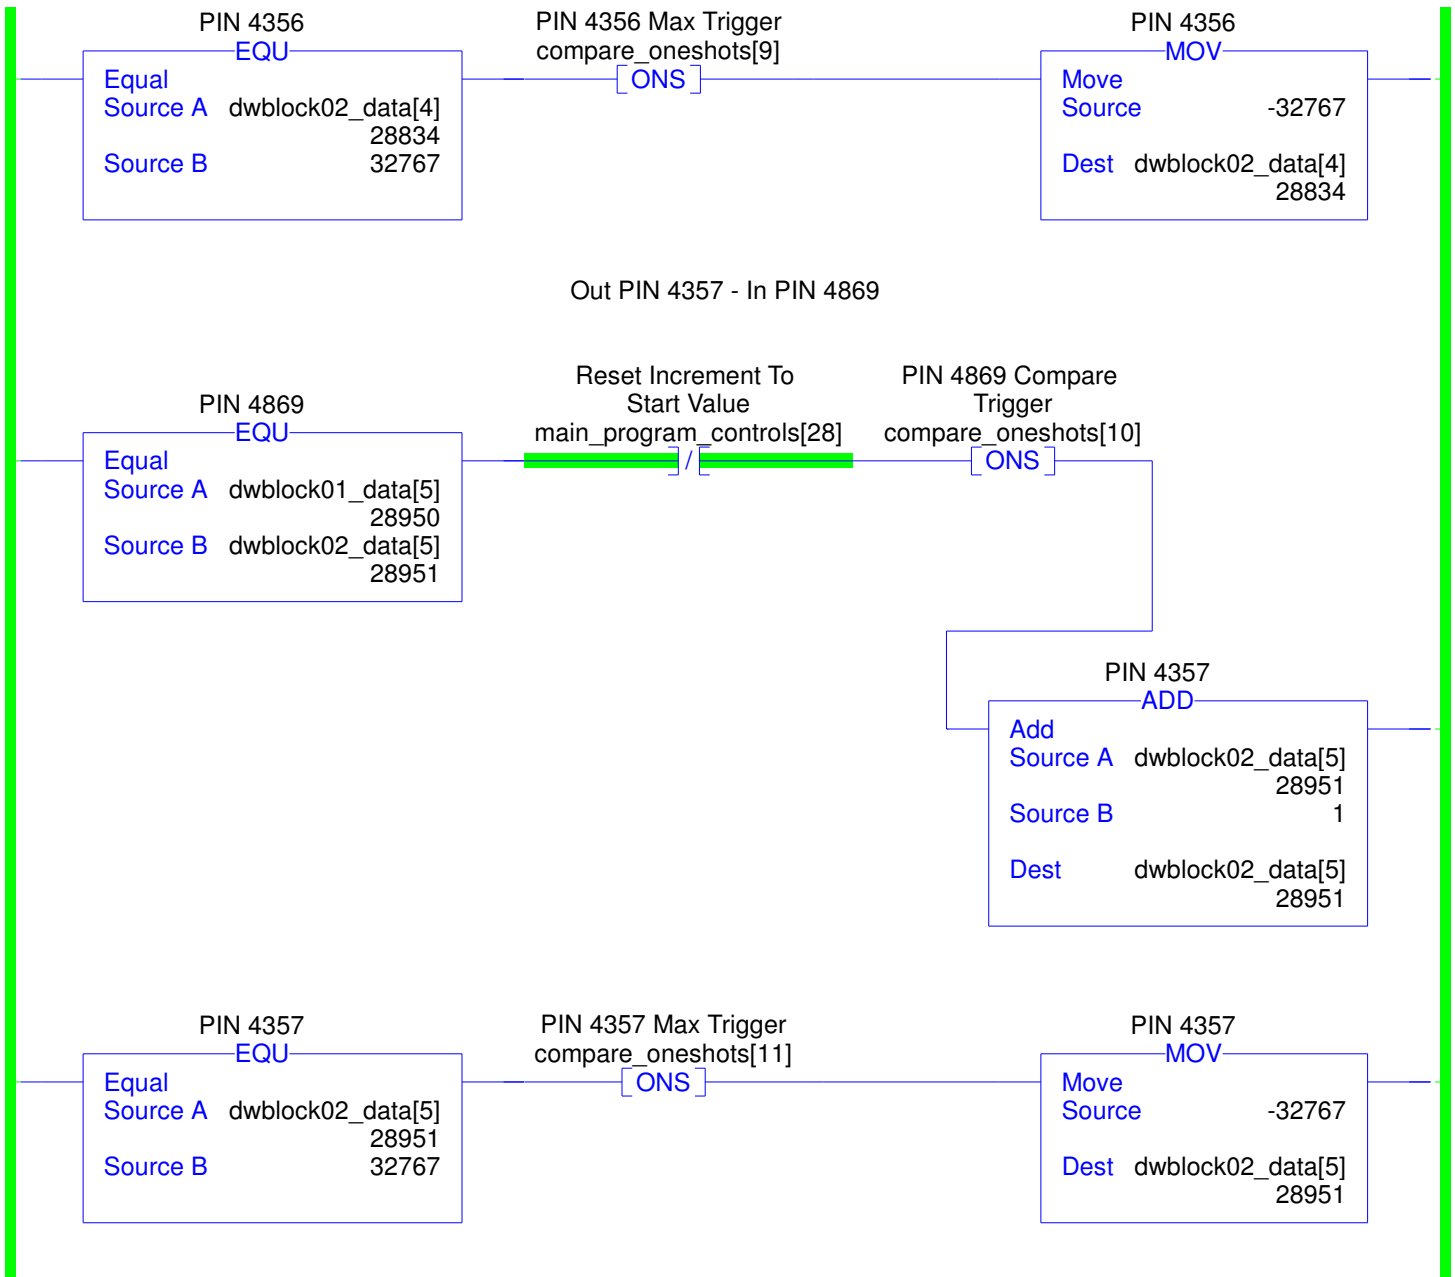 PIN 4356
EQU
Equal
Source A dwblock02_data[4]
28834
Source B 32767
PIN 4356 Max Trigger
compare_oneshots[9]
ONS
PIN 4356
MOV
Move
Source -32767
Dest dwblock02_data[4]
28834
Out PIN 4357 - In PIN 4869
PIN 4869
EQU
Equal
Source A dwblock01_data[5]
28950
Source B dwblock02_data[5]
28951
Reset Increment To
Start Value
main_program_controls[28]
/
PIN 4869 Compare
Trigger
compare_oneshots[10]
ONS
PIN 4357
ADD
Add
Source A dwblock02_data[5]
28951
Source B 1
Dest dwblock02_data[5]
28951
PIN 4357
EQU
Equal
Source A dwblock02_data[5]
28951
Source B 32767
PIN 4357 Max Trigger
compare_oneshots[11]
ONS
PIN 4357
MOV
Move
Source -32767
Dest dwblock02_data[5]
28951